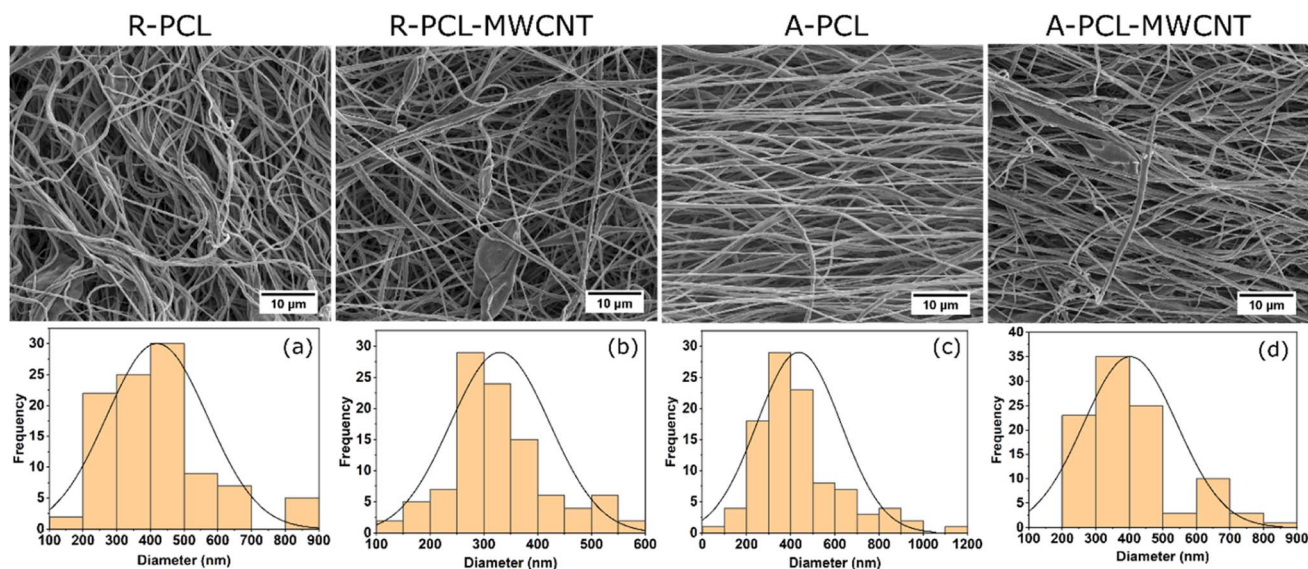 R-PCL R-PCL-MWCNT A-PCL A-PCL-MWCNT
10 µm 10 µm 10 µm 10 µm
(a)
Frequency
30
25
20
15
10
5
0
100 200 300 400 500 600 700 800 900
Diameter (nm)
(b)
Frequency
30
25
20
15
10
5
0
100 200 300 400 500 600
Diameter (nm)
(c)
Frequency
30
25
20
15
10
5
0
0 200 400 600 800 1000 1200
Diameter (nm)
(d)
Frequency
40
35
30
25
20
15
10
5
0
100 200 300 400 500 600 700 800 900
Diameter (nm)